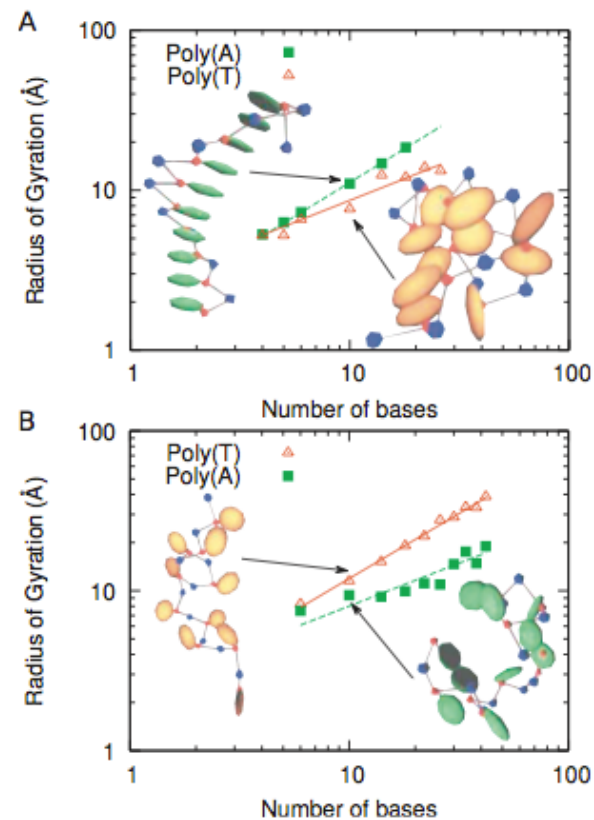 A
100
Poly(A)
Poly(T)
Radius of Gyration (Å)
10
1
1
10
100
Number of bases
B
100
Poly(T)
Poly(A)
Radius of Gyration (Å)
10
1
1
10
100
Number of bases